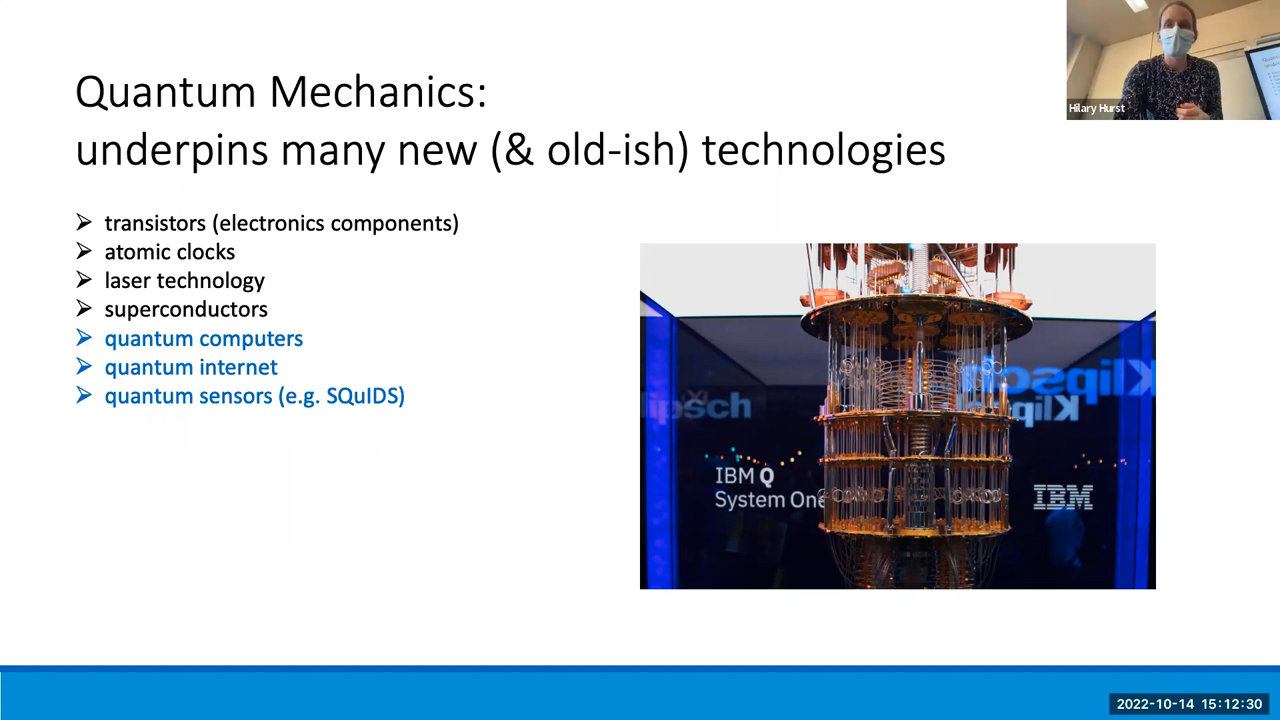 Quantum Mechanics:
underpins many new (& old-ish) technologies
Hilary Hurst
➢ transistors (electronics components)
➢ atomic clocks
➢ laser technology
➢ superconductors
➢ quantum computers
➢ quantum internet
➢ quantum sensors (e.g. SQuIDS)
Klipsch
IBM Q
System One
IBM
2022-10-14 15:12:30